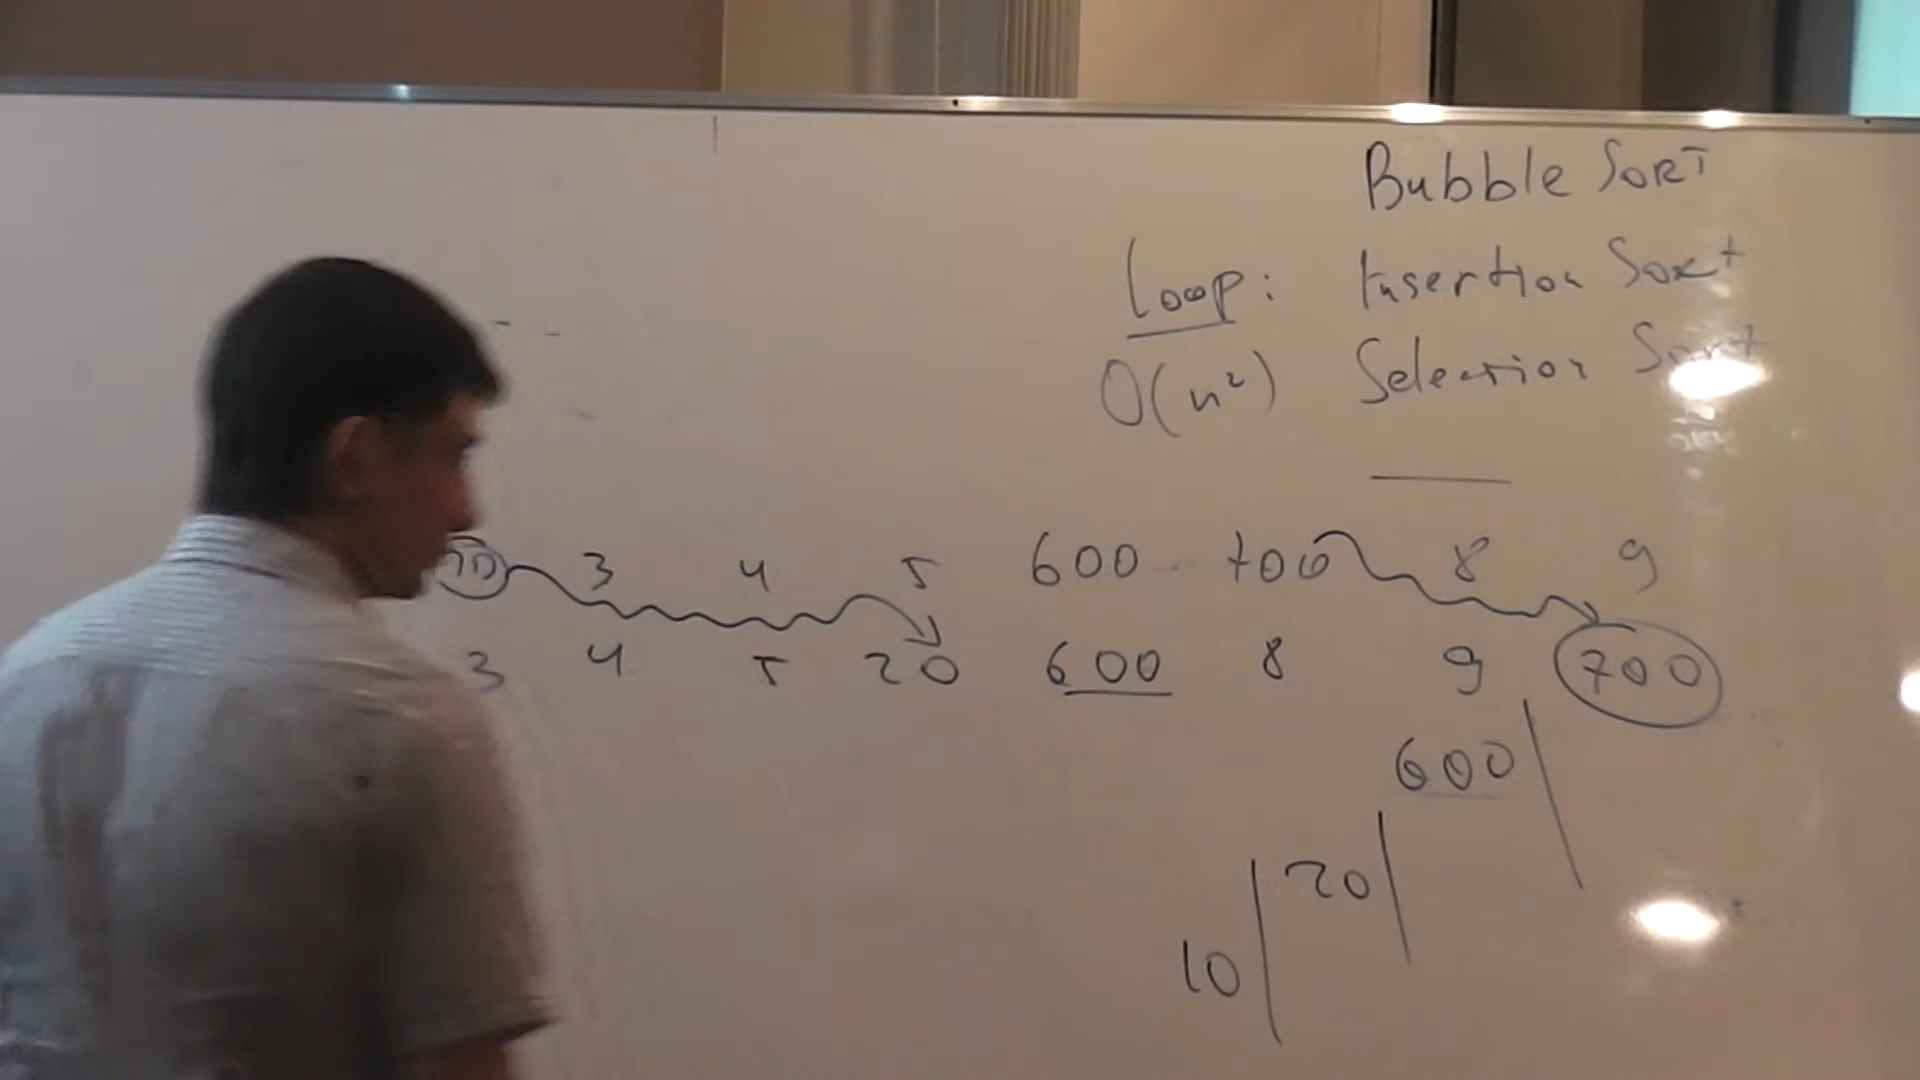 Bubble SORT
Loop: Insertion Sort
O(n²) Selection Sort
3 4 5 600 700 8 9
3 4 5 20 600 8 9 700
600
20
10